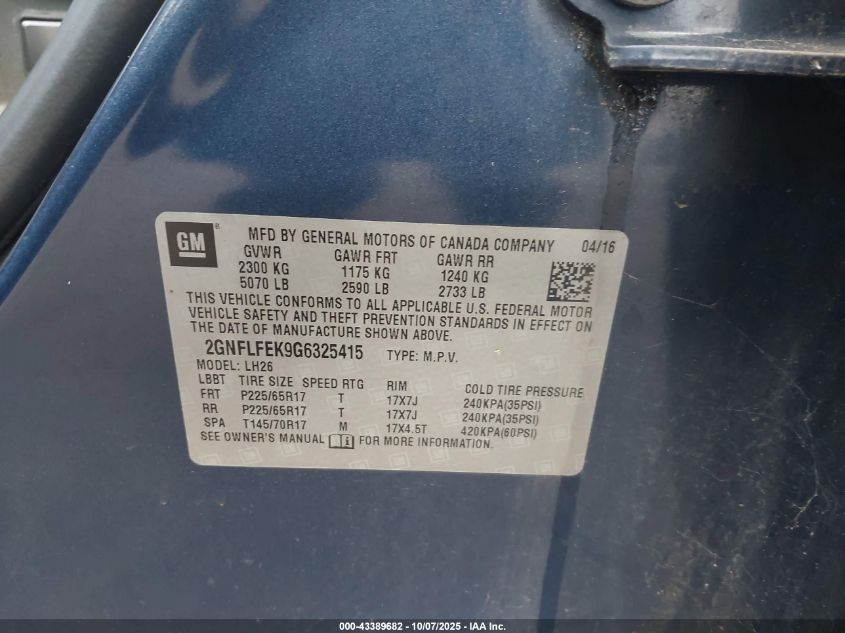 GM ®
MFD BY GENERAL MOTORS OF CANADA COMPANY 04/16
GVWR GAWR FRT GAWR RR
2300 KG 1175 KG 1240 KG
5070 LB 2590 LB 2733 LB
THIS VEHICLE CONFORMS TO ALL APPLICABLE U.S. FEDERAL MOTOR
VEHICLE SAFETY AND THEFT PREVENTION STANDARDS IN EFFECT ON
THE DATE OF MANUFACTURE SHOWN ABOVE.
2GNFLFEK9G6325415 TYPE: M.P.V.
MODEL: LH26
LBBT TIRE SIZE SPEED RTG RIM COLD TIRE PRESSURE
FRT P225/65R17 T 17X7J 240KPA(35PSI)
RR P225/65R17 T 17X7J 240KPA(35PSI)
SPA T145/70R17 M 17X4.5T 420KPA(60PSI)
SEE OWNER'S MANUAL FOR MORE INFORMATION.
000-43389682 - 10/07/2025 - IAA Inc.